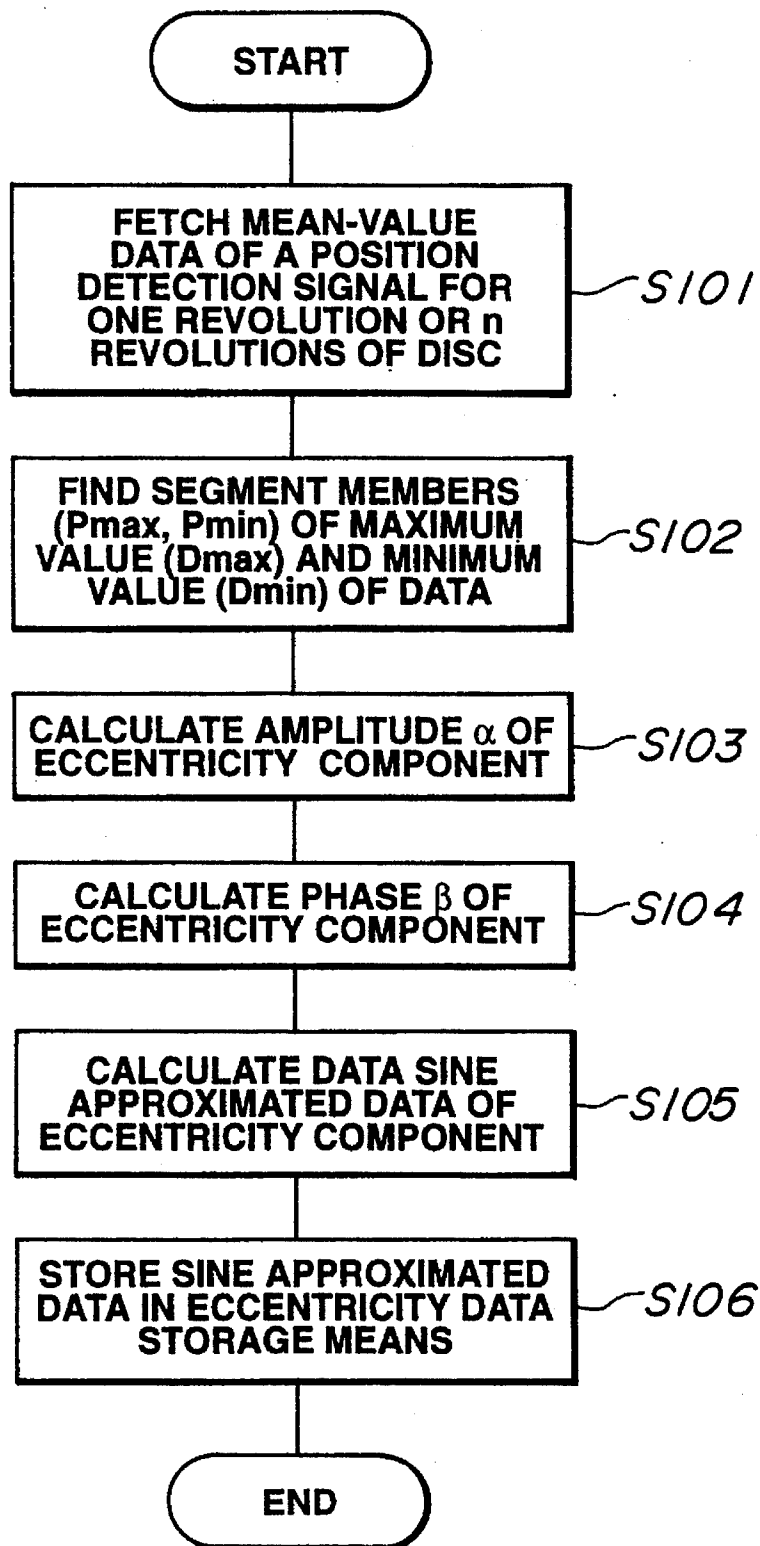 START
FETCH MEAN-VALUE
DATA OF A POSITION
DETECTION SIGNAL FOR
ONE REVOLUTION OR n
REVOLUTIONS OF DISC
S101
FIND SEGMENT MEMBERS
(Pmax, Pmin) OF MAXIMUM
VALUE (Dmax) AND MINIMUM
VALUE (Dmin) OF DATA
S102
CALCULATE AMPLITUDE α OF
ECCENTRICITY COMPONENT
S103
CALCULATE PHASE β OF
ECCENTRICITY COMPONENT
S104
CALCULATE DATA SINE
APPROXIMATED DATA OF
ECCENTRICITY COMPONENT
S105
STORE SINE APPROXIMATED
DATA IN ECCENTRICITY DATA
STORAGE MEANS
S106
END